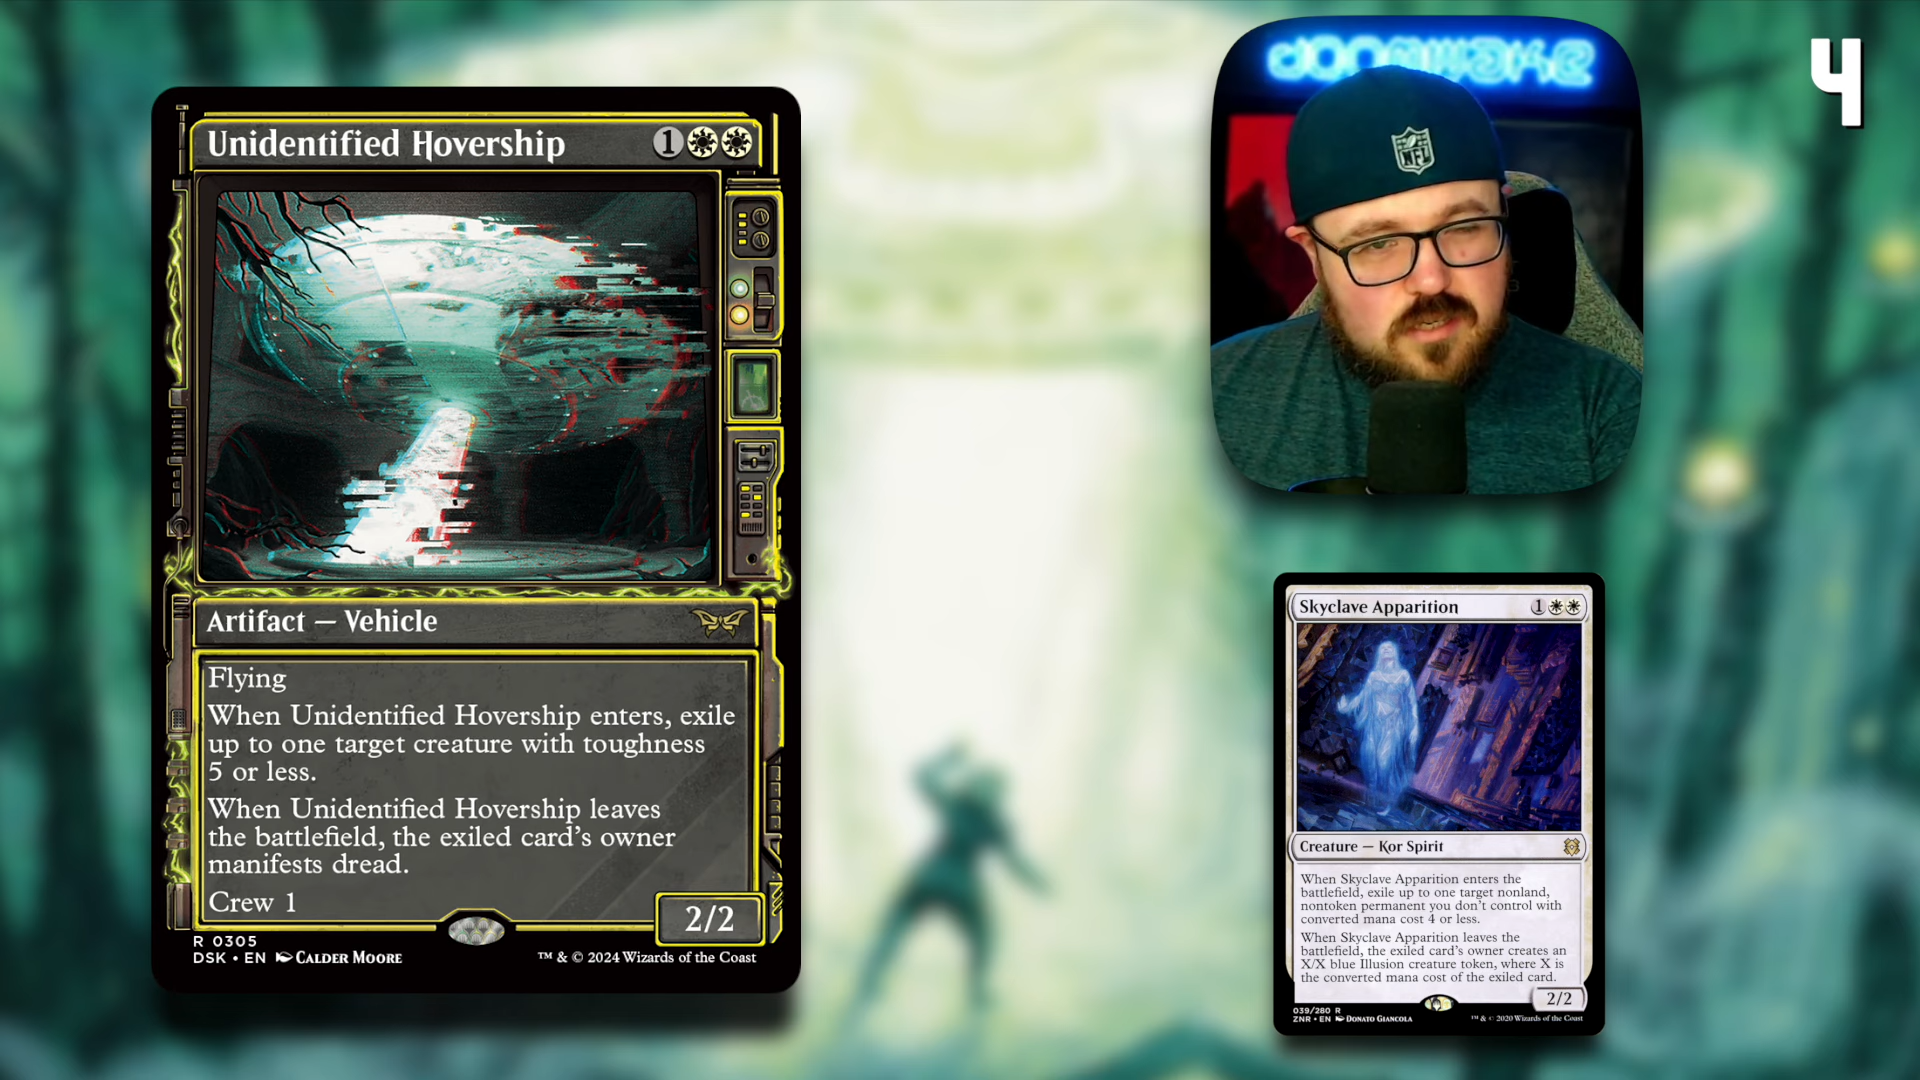 Unidentified Hovership 1
Artifact — Vehicle
Flying
When Unidentified Hovership enters, exile
up to one target creature with toughness
5 or less.
When Unidentified Hovership leaves
the battlefield, the exiled card’s owner
manifests dread.
Crew 1
2/2
R 0305
DSK • EN CALDER MOORE
™ & © 2024 Wizards of the Coast
NFL
4
Skyclave Apparition 1
Creature — Kor Spirit
When Skyclave Apparition enters the
battlefield, exile up to one target nonland,
nontoken permanent you don’t control with
converted mana cost 4 or less.
When Skyclave Apparition leaves the
battlefield, the exiled card’s owner creates an
X/X blue Illusion creature token, where X is
the converted mana cost of the exiled card.
2/2
039/280 R
ZNR • EN DONATO GIANCOLA
™ & © 2020 Wizards of the Coast